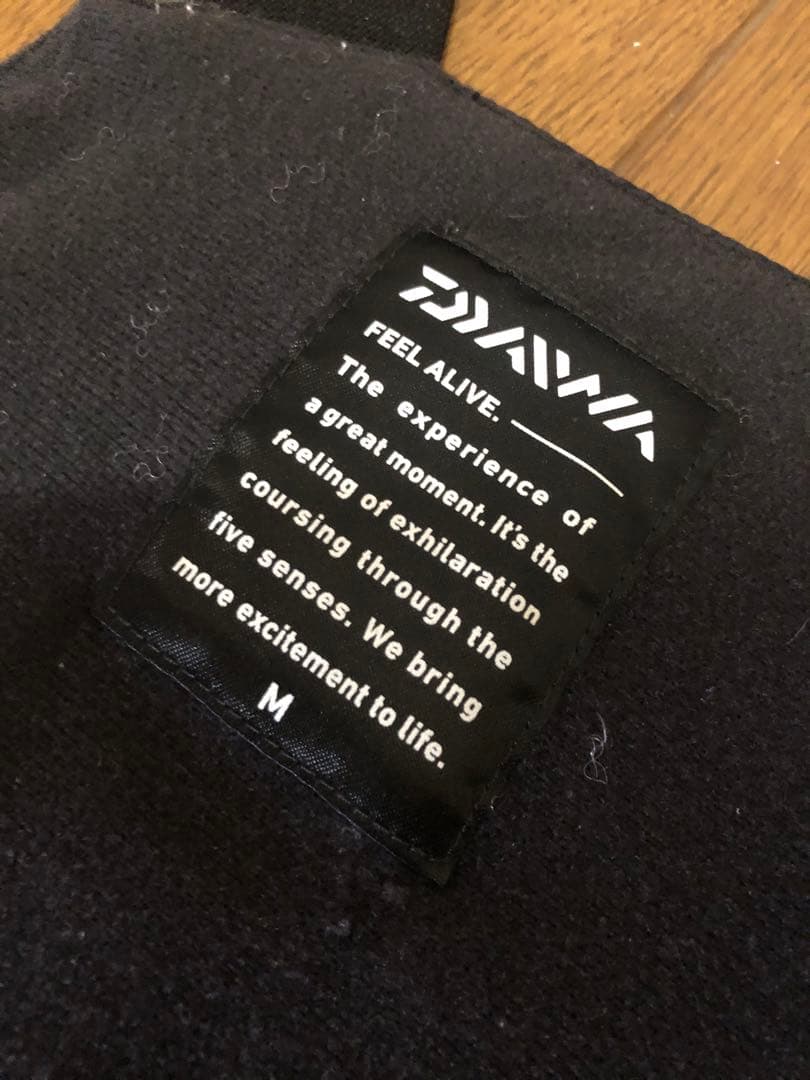 DAIWA
FEEL ALIVE.
The experience of
a great moment. It's the
feeling of exhilaration
coursing through the
five senses. We bring
more excitement to life.
M